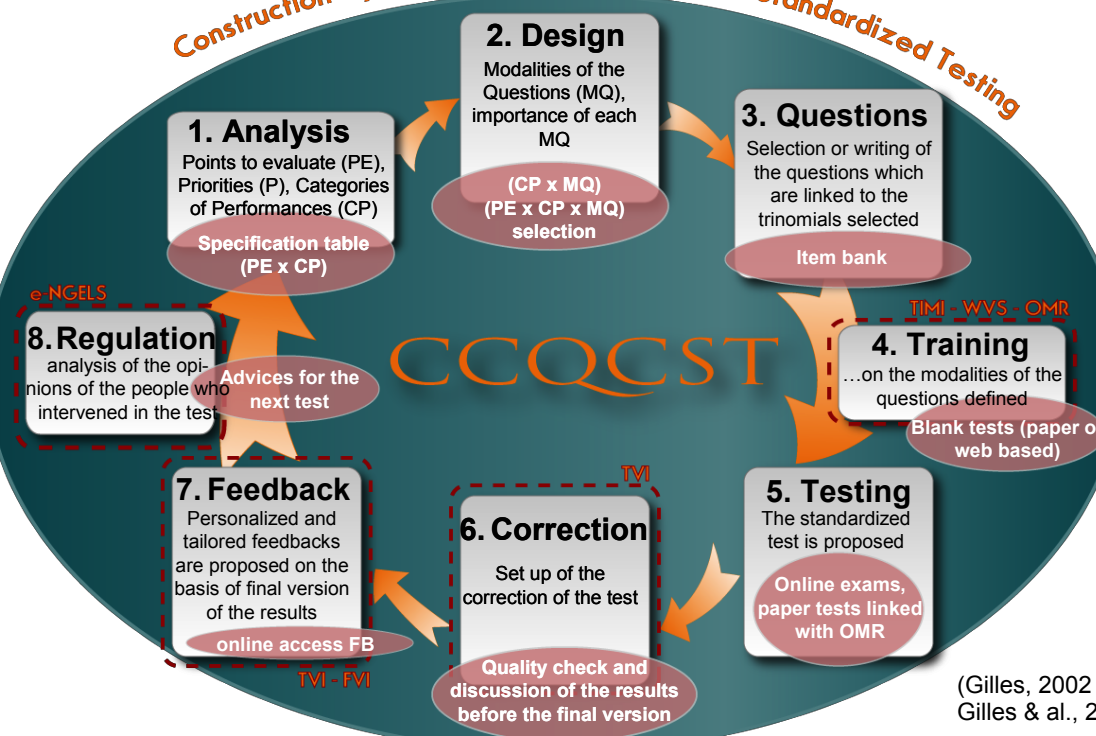 Construction
Standardized Testing
1. Analysis
Points to evaluate (PE),
Priorities (P), Categories
of Performances (CP)
Specification table
(PE x CP)
2. Design
Modalities of the
Questions (MQ),
importance of each
MQ
(CP x MQ)
(PE x CP x MQ)
selection
3. Questions
Selection or writing of
the questions which
are linked to the
trinomials selected
Item bank
TIMI - WVS - OMR
4. Training
…on the modalities of the
questions defined
Blank tests (paper o
web based)
5. Testing
The standardized
test is proposed
Online exams,
paper tests linked
with OMR
TVI
6. Correction
Set up of the
correction of the test
Quality check and
discussion of the results
before the final version
7. Feedback
Personalized and
tailored feedbacks
are proposed on the
basis of final version
of the results
online access FB
TVI - FVI
e-NGELS
8. Regulation
analysis of the opi-
nions of the people who
intervened in the test
Advices for the
next test
CCQCST
(Gilles, 2002
Gilles & al., 2